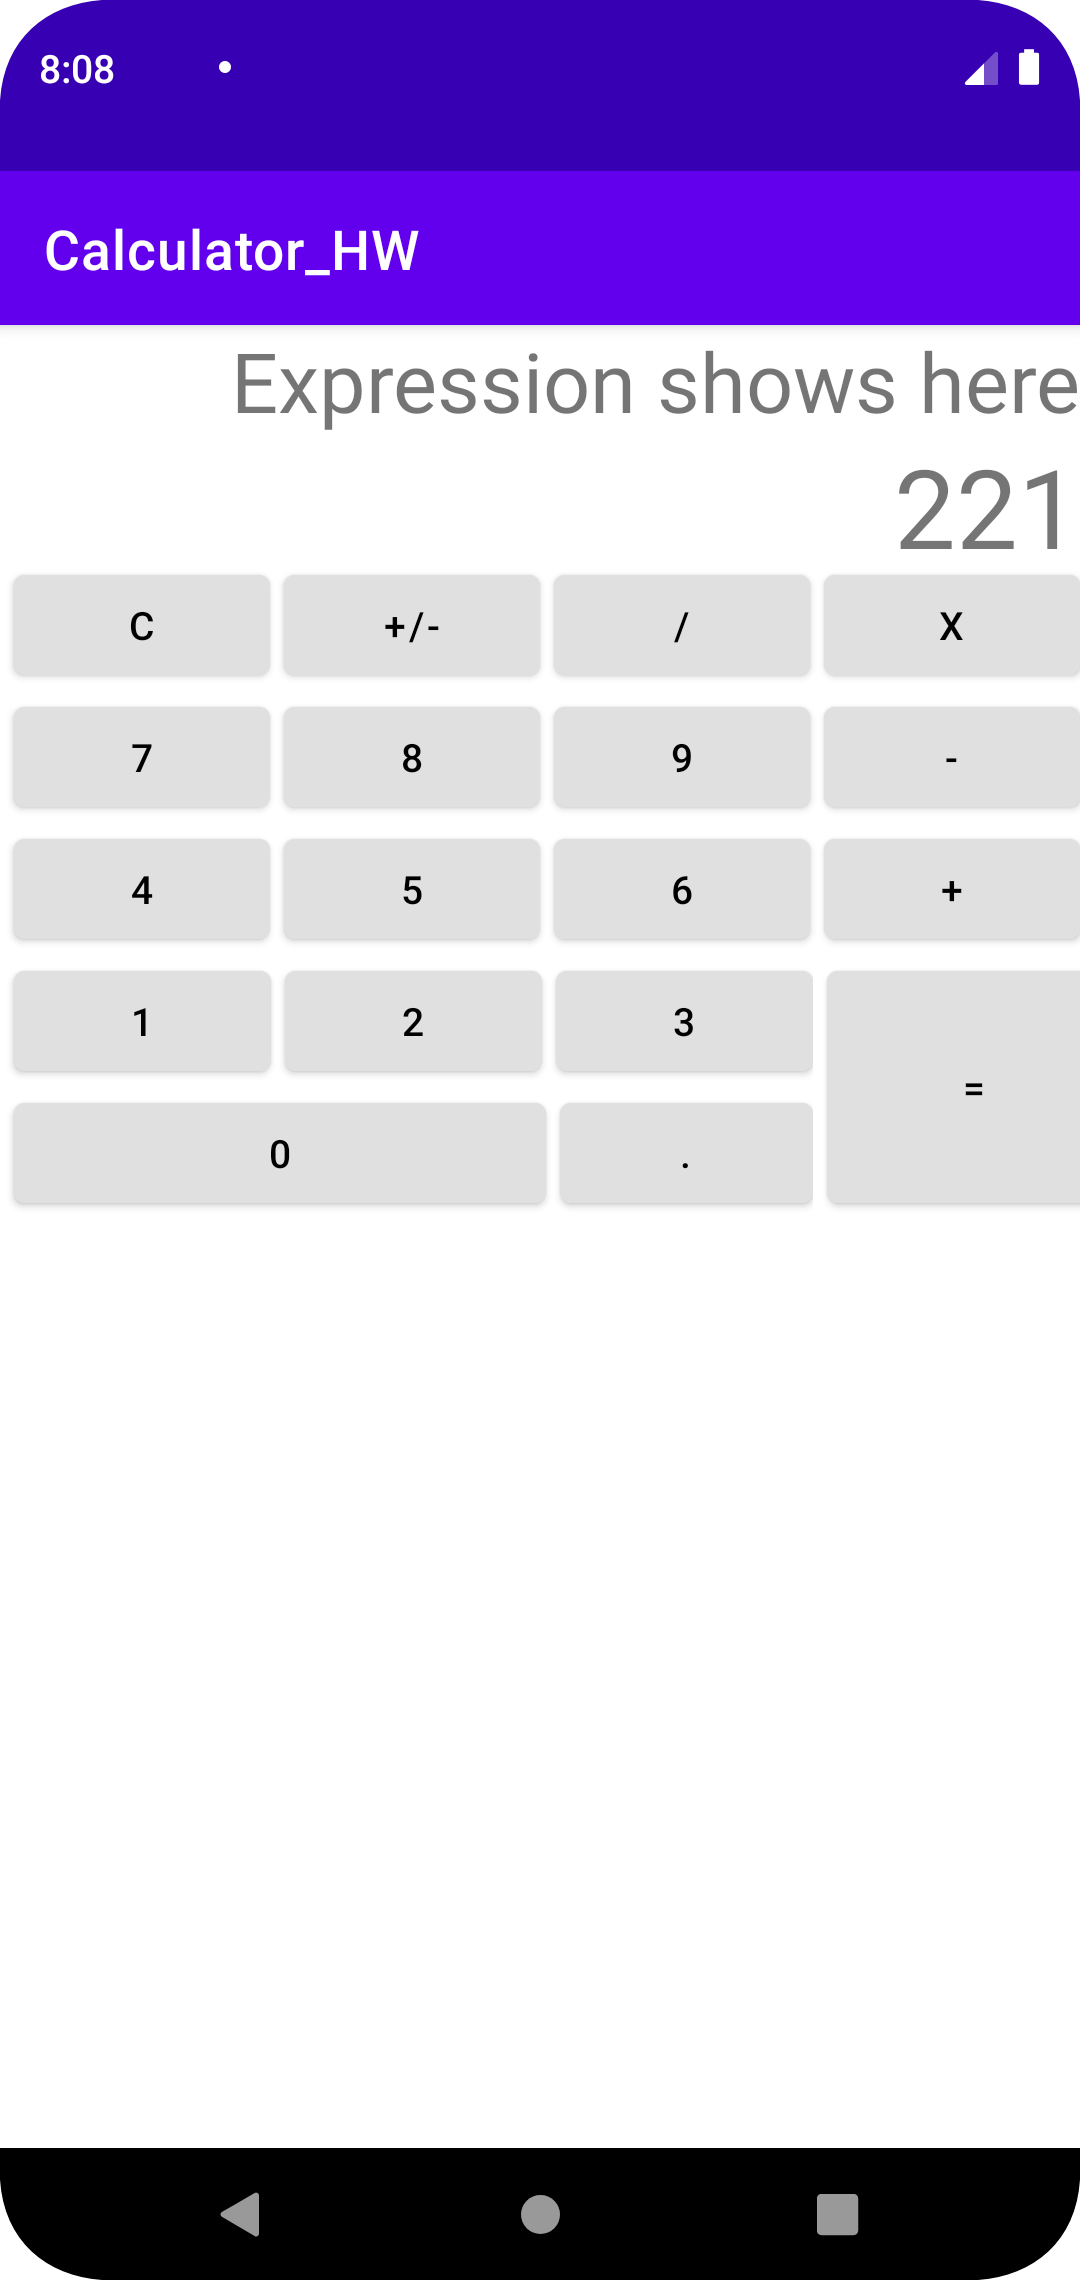 8:08
Calculator_HW
Expression shows here
221
C +/- / X
7 8 9 -
4 5 6 +
1 2 3
=
0 .